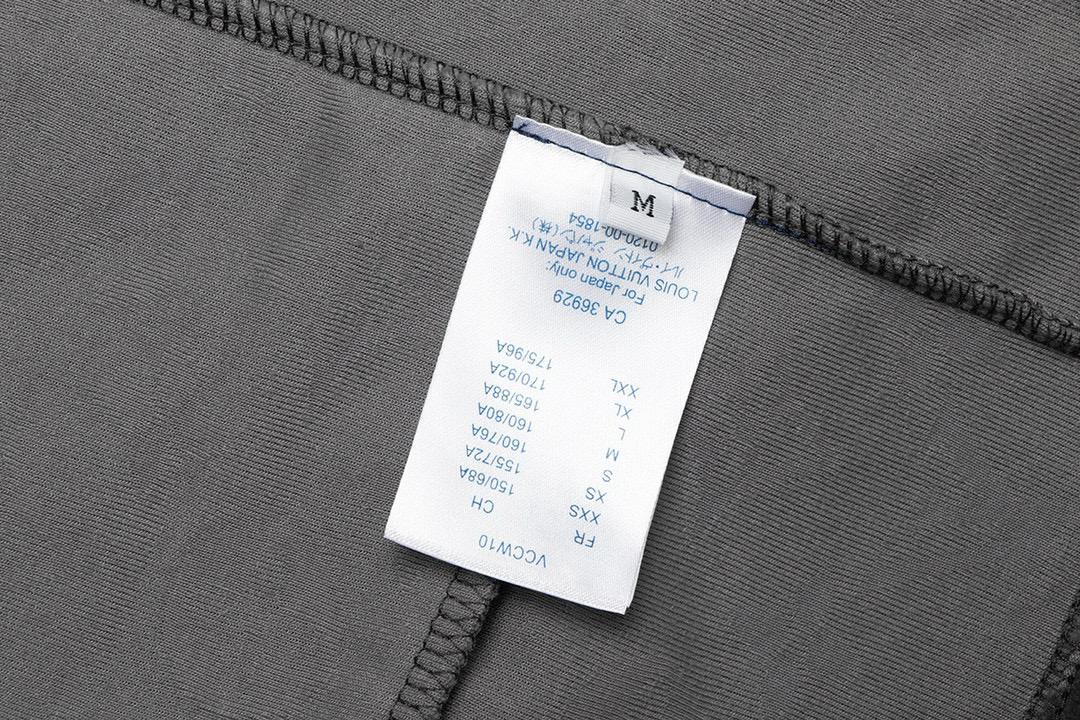 M
VCCW10
FR CH
XXS 150/68A
XS 155/72A
S 160/76A
M 160/80A
L 165/88A
XL 170/92A
XXL 175/96A
CA 36929
For Japan only:
LOUIS VUITTON JAPAN K.K.
ルイ・ヴィトン ジャパン(株)
0120-00-1854